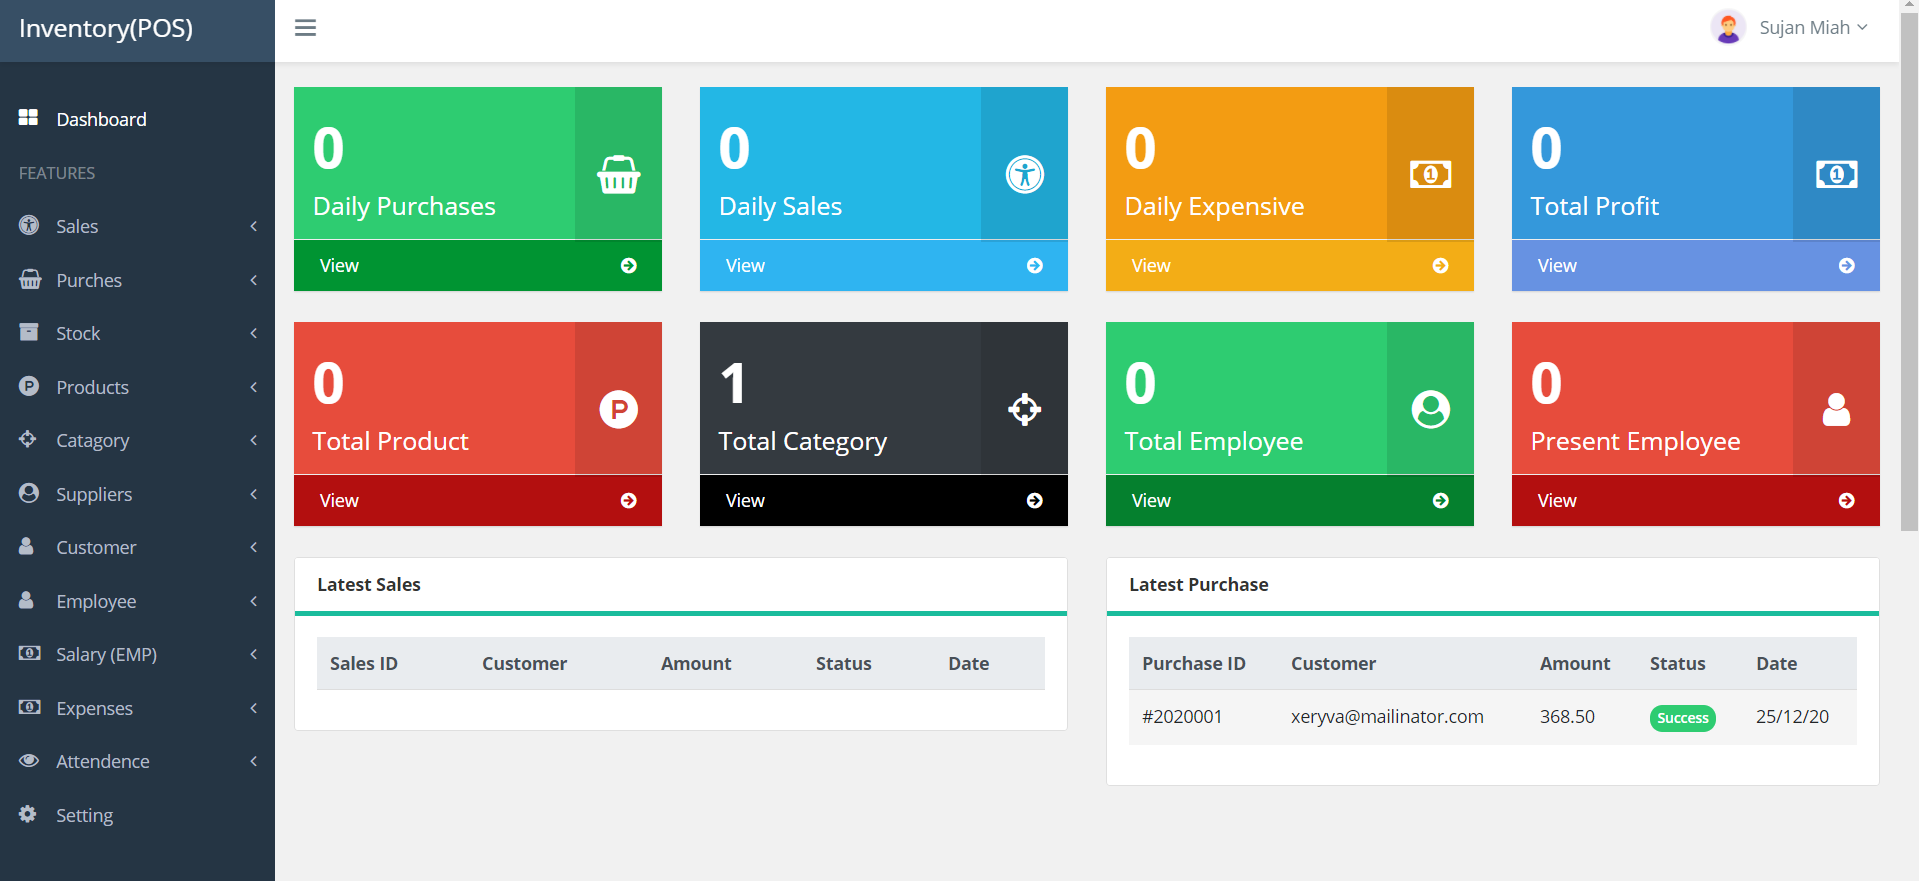 Inventory(POS)
Sujan Miah
Dashboard
FEATURES
Sales
Purches
Stock
Products
Catagory
Suppliers
Customer
Employee
Salary (EMP)
Expenses
Attendence
Setting
0 0 0 0
Daily Purchases Daily Sales Daily Expensive Total Profit
View View View View
0 1 0 0
Total Product Total Category Total Employee Present Employee
View View View View
Latest Sales
Sales ID Customer Amount Status Date
Latest Purchase
Purchase ID Customer Amount Status Date
#2020001 xeryva@mailinator.com 368.50 Success 25/12/20